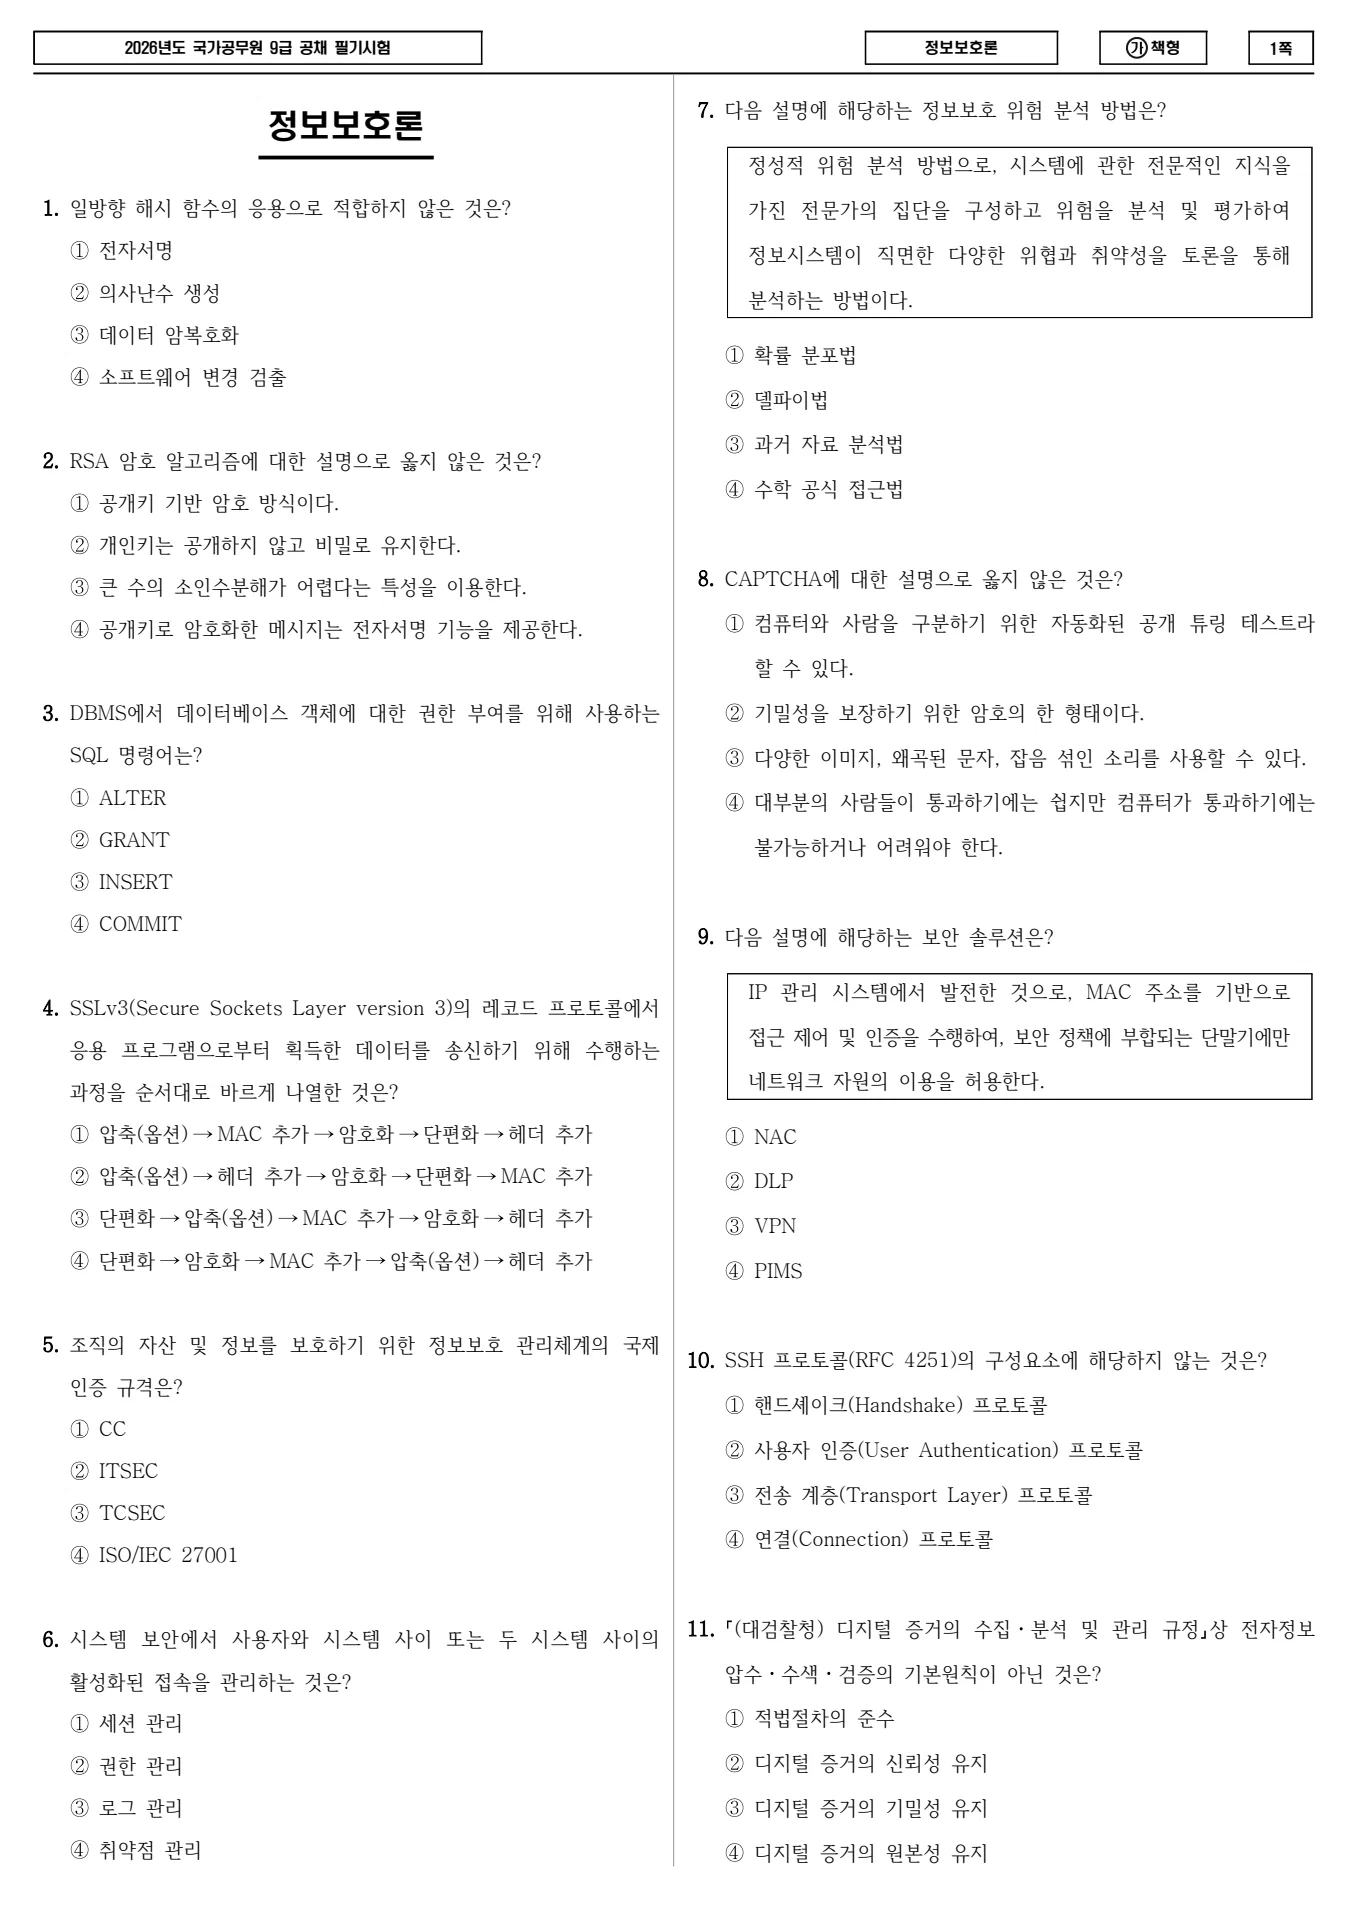 2026년도 국가공무원 9급 공채 필기시험
정보보호론
㉮책형
1쪽
정보보호론
1. 일방향 해시 함수의 응용으로 적합하지 않은 것은?
① 전자서명
② 의사난수 생성
③ 데이터 암복호화
④ 소프트웨어 변경 검출
2. RSA 암호 알고리즘에 대한 설명으로 옳지 않은 것은?
① 공개키 기반 암호 방식이다.
② 개인키는 공개하지 않고 비밀로 유지한다.
③ 큰 수의 소인수분해가 어렵다는 특성을 이용한다.
④ 공개키로 암호화한 메시지는 전자서명 기능을 제공한다.
3. DBMS에서 데이터베이스 객체에 대한 권한 부여를 위해 사용하는
SQL 명령어는?
① ALTER
② GRANT
③ INSERT
④ COMMIT
4. SSLv3(Secure Sockets Layer version 3)의 레코드 프로토콜에서
응용 프로그램으로부터 획득한 데이터를 송신하기 위해 수행하는
과정을 순서대로 바르게 나열한 것은?
① 압축(옵션)→MAC 추가→암호화→단편화→헤더 추가
② 압축(옵션)→헤더 추가→암호화→단편화→MAC 추가
③ 단편화→압축(옵션)→MAC 추가→암호화→헤더 추가
④ 단편화→암호화→MAC 추가→압축(옵션)→헤더 추가
5. 조직의 자산 및 정보를 보호하기 위한 정보보호 관리체계의 국제
인증 규격은?
① CC
② ITSEC
③ TCSEC
④ ISO/IEC 27001
6. 시스템 보안에서 사용자와 시스템 사이 또는 두 시스템 사이의
활성화된 접속을 관리하는 것은?
① 세션 관리
② 권한 관리
③ 로그 관리
④ 취약점 관리
7. 다음 설명에 해당하는 정보보호 위험 분석 방법은?
정성적 위험 분석 방법으로, 시스템에 관한 전문적인 지식을
가진 전문가의 집단을 구성하고 위험을 분석 및 평가하여
정보시스템이 직면한 다양한 위협과 취약성을 토론을 통해
분석하는 방법이다.
① 확률 분포법
② 델파이법
③ 과거 자료 분석법
④ 수학 공식 접근법
8. CAPTCHA에 대한 설명으로 옳지 않은 것은?
① 컴퓨터와 사람을 구분하기 위한 자동화된 공개 튜링 테스트라
할 수 있다.
② 기밀성을 보장하기 위한 암호의 한 형태이다.
③ 다양한 이미지, 왜곡된 문자, 잡음 섞인 소리를 사용할 수 있다.
④ 대부분의 사람들이 통과하기에는 쉽지만 컴퓨터가 통과하기에는
불가능하거나 어려워야 한다.
9. 다음 설명에 해당하는 보안 솔루션은?
IP 관리 시스템에서 발전한 것으로, MAC 주소를 기반으로
접근 제어 및 인증을 수행하여, 보안 정책에 부합되는 단말기에만
네트워크 자원의 이용을 허용한다.
① NAC
② DLP
③ VPN
④ PIMS
10. SSH 프로토콜(RFC 4251)의 구성요소에 해당하지 않는 것은?
① 핸드셰이크(Handshake) 프로토콜
② 사용자 인증(User Authentication) 프로토콜
③ 전송 계층(Transport Layer) 프로토콜
④ 연결(Connection) 프로토콜
11. 「(대검찰청) 디지털 증거의 수집･분석 및 관리 규정」상 전자정보
압수･수색･검증의 기본원칙이 아닌 것은?
① 적법절차의 준수
② 디지털 증거의 신뢰성 유지
③ 디지털 증거의 기밀성 유지
④ 디지털 증거의 원본성 유지